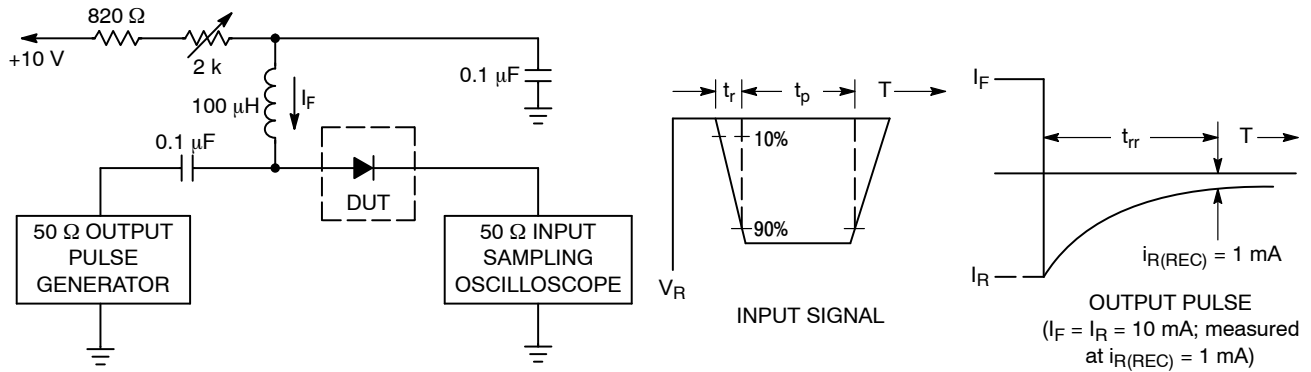 820 Ω
+10 V
2 k
100 μH
I_F
0.1 μF
0.1 μF
DUT
50 Ω OUTPUT
PULSE
GENERATOR
50 Ω INPUT
SAMPLING
OSCILLOSCOPE
t_r
t_p
T
10%
90%
V_R
INPUT SIGNAL
I_F
t_rr
T
I_R
i_R(REC) = 1 mA
OUTPUT PULSE
(I_F = I_R = 10 mA; measured
at i_R(REC) = 1 mA)